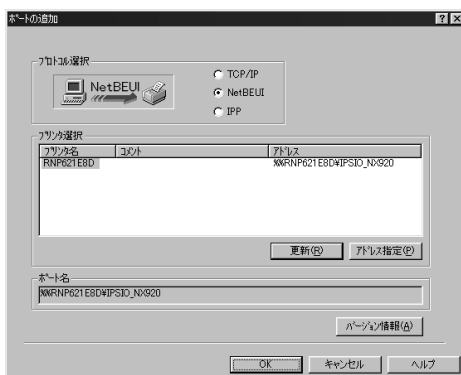 ポートの追加
プロトコル選択
NetBEUI
TCP/IP
NetBEUI
IPP
プリンタ選択
プリンタ名 コメント アドレス
RNP621E8D %%RNP621E8D¥IPSIO_NX920
更新(R) アドレス指定(P)
ポート名
%%RNP621E8D¥IPSIO_NX920
バージョン情報(A)
OK キャンセル ヘルプ